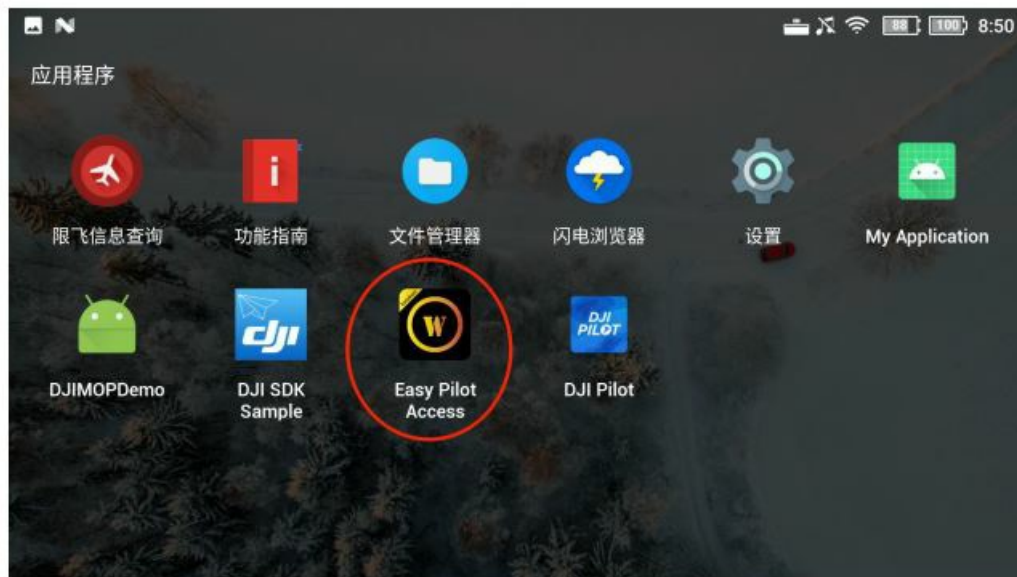 88 100 8:50
应用程序
i
限飞信息查询 功能指南 文件管理器 闪电浏览器 设置 My Application
dji W DJI
PILOT
DJIMOPDemo DJI SDK Easy Pilot DJI Pilot
Sample Access